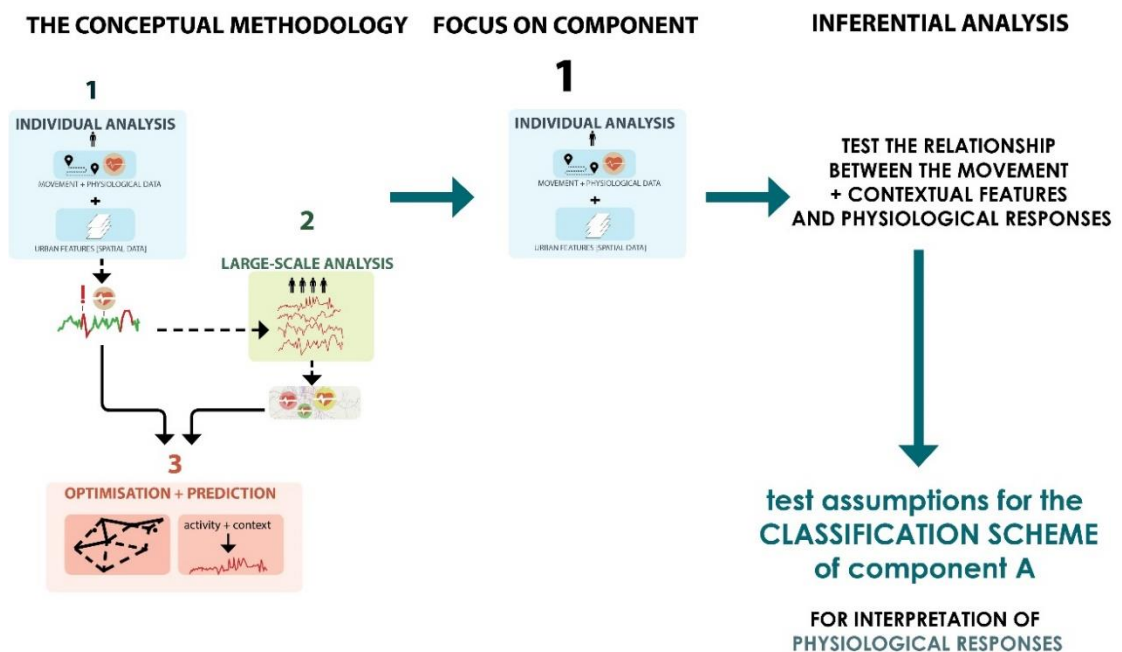 THE CONCEPTUAL METHODOLOGY
1
INDIVIDUAL ANALYSIS
MOVEMENT + PHYSIOLOGICAL DATA
+
URBAN FEATURES [SPATIAL DATA]
!
2
LARGE-SCALE ANALYSIS
3
OPTIMISATION + PREDICTION
activity + context
FOCUS ON COMPONENT
1
INDIVIDUAL ANALYSIS
MOVEMENT + PHYSIOLOGICAL DATA
+
URBAN FEATURES [SPATIAL DATA]
INFERENTIAL ANALYSIS
TEST THE RELATIONSHIP
BETWEEN THE MOVEMENT
+ CONTEXTUAL FEATURES
AND PHYSIOLOGICAL RESPONSES
test assumptions for the
CLASSIFICATION SCHEME
of component A
FOR INTERPRETATION OF
PHYSIOLOGICAL RESPONSES